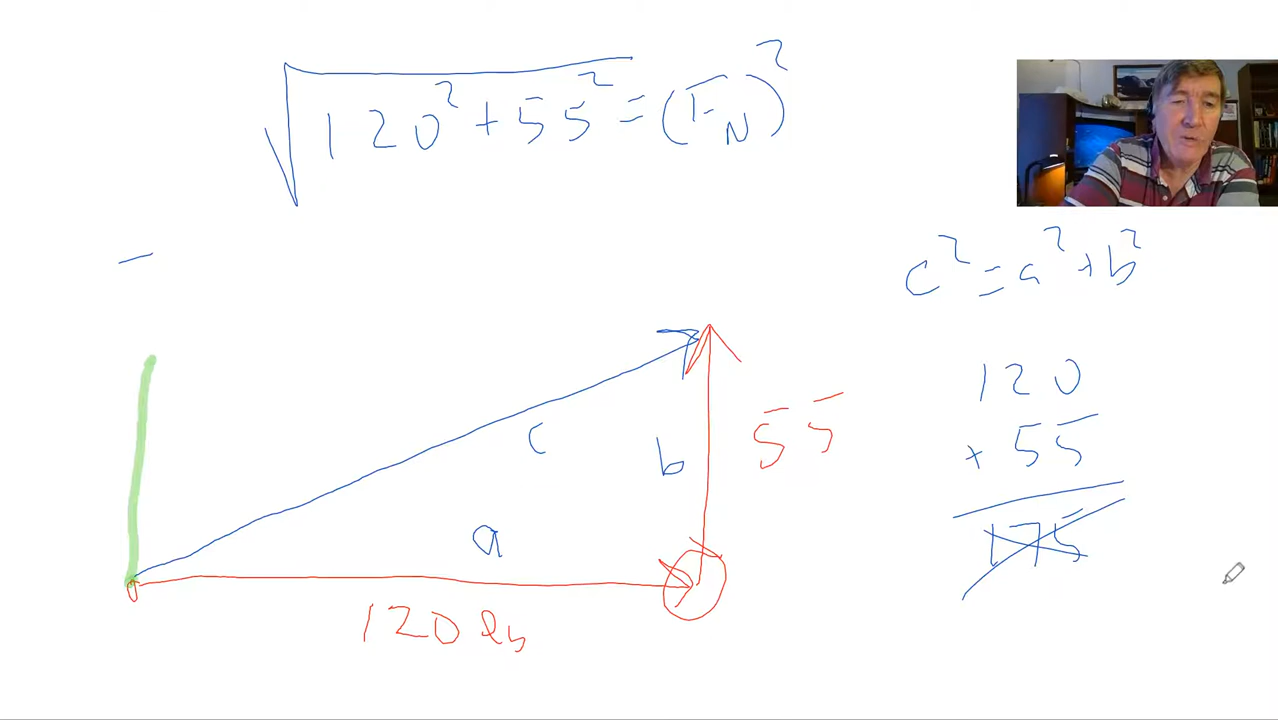 √120² + 55² = (F_N)²
c² = a² + b²
120
+ 55
175
c
b
55
a
120 lb